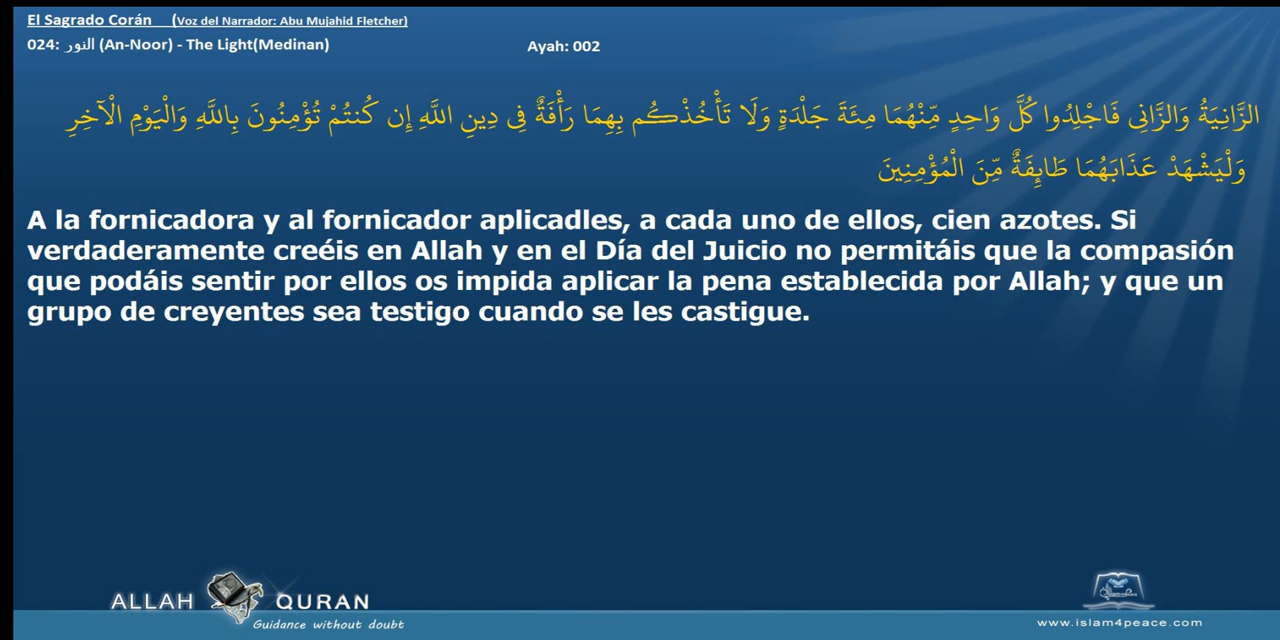 El Sagrado Corán (Voz del Narrador: Abu Mujahid Fletcher)
024: النور (An-Noor) - The Light(Medinan) Ayah: 002
الزَّانِيَةُ وَالزَّانِي فَاجْلِدُوا كُلَّ وَاحِدٍ مِّنْهُمَا مِئَةَ جَلْدَةٍ وَلَا تَأْخُذْكُم بِهِمَا رَأْفَةٌ فِي دِينِ اللَّهِ إِن كُنتُمْ تُؤْمِنُونَ بِاللَّهِ وَالْيَوْمِ الْآخِرِ
وَلْيَشْهَدْ عَذَابَهُمَا طَائِفَةٌ مِّنَ الْمُؤْمِنِينَ
A la fornicadora y al fornicador aplicadles, a cada uno de ellos, cien azotes. Si
verdaderamente creéis en Allah y en el Día del Juicio no permitáis que la compasión
que podáis sentir por ellos os impida aplicar la pena establecida por Allah; y que un
grupo de creyentes sea testigo cuando se les castigue.
ALLAH QURAN
Guidance without doubt
www.islam4peace.com